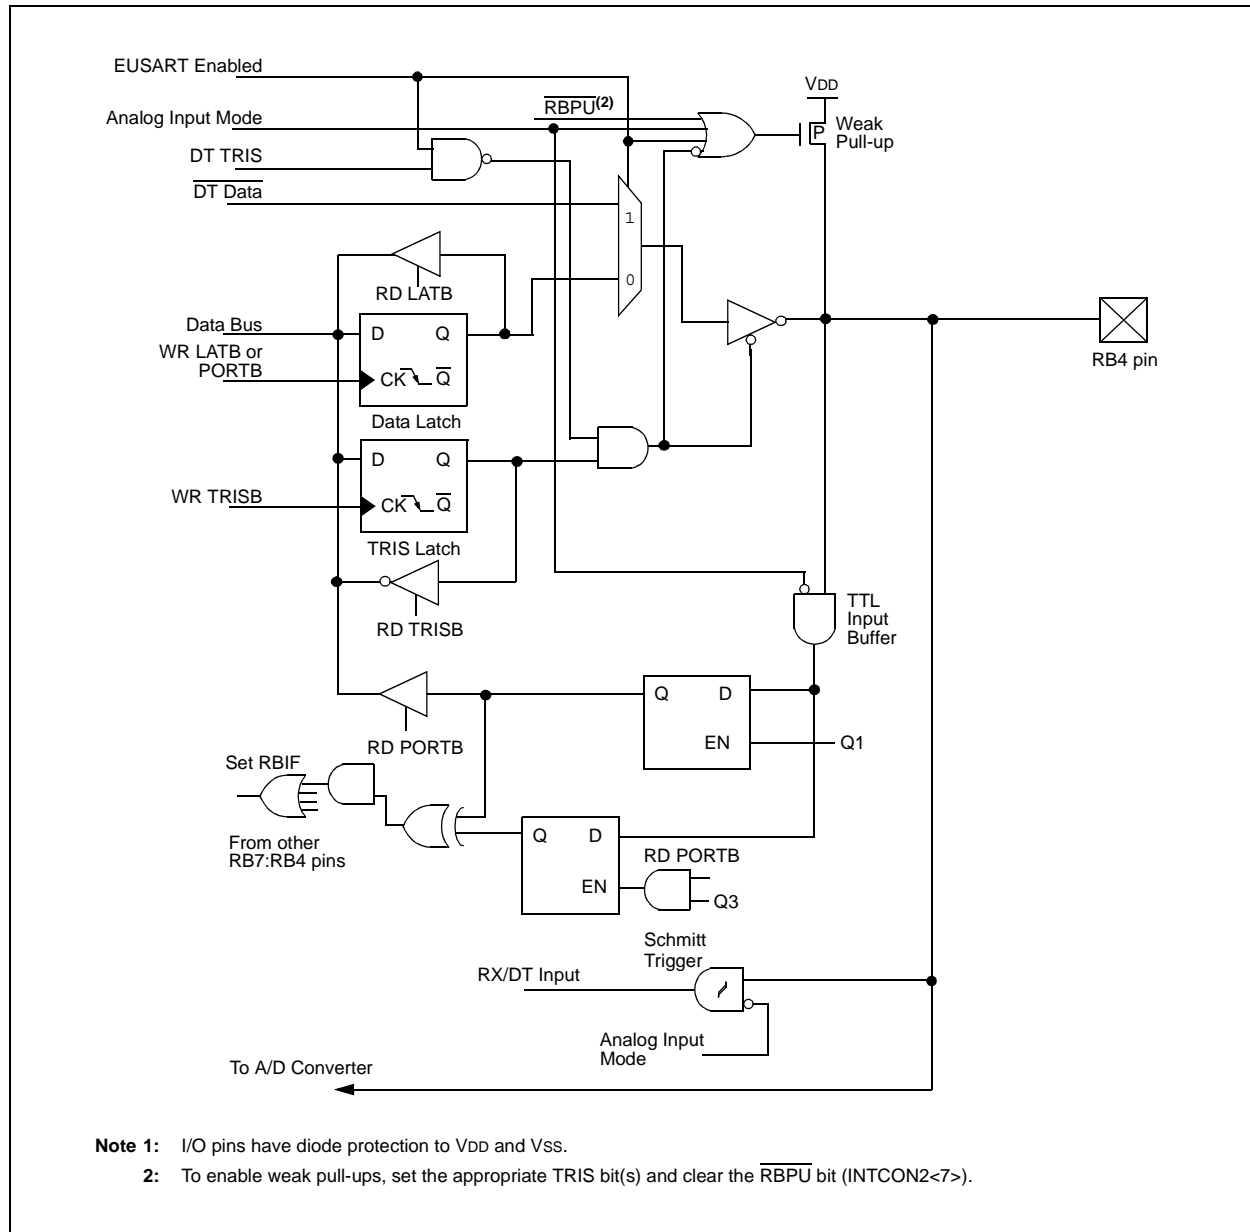 EUSART Enabled
VDD
RBPU(2)
Analog Input Mode
Weak
Pull-up
P
DT TRIS
DT Data
1
0
RD LATB
Data Bus
D Q
WR LATB or
PORTB
CK Q
Data Latch
RB4 pin
D Q
WR TRISB
CK Q
TRIS Latch
RD TRISB
TTL
Input
Buffer
Q D
EN
Q1
RD PORTB
Set RBIF
From other
RB7:RB4 pins
Q D
EN
RD PORTB
Q3
Schmitt
Trigger
RX/DT Input
Analog Input
Mode
To A/D Converter
Note 1: I/O pins have diode protection to VDD and VSS.
2: To enable weak pull-ups, set the appropriate TRIS bit(s) and clear the RBPU bit (INTCON2<7>).